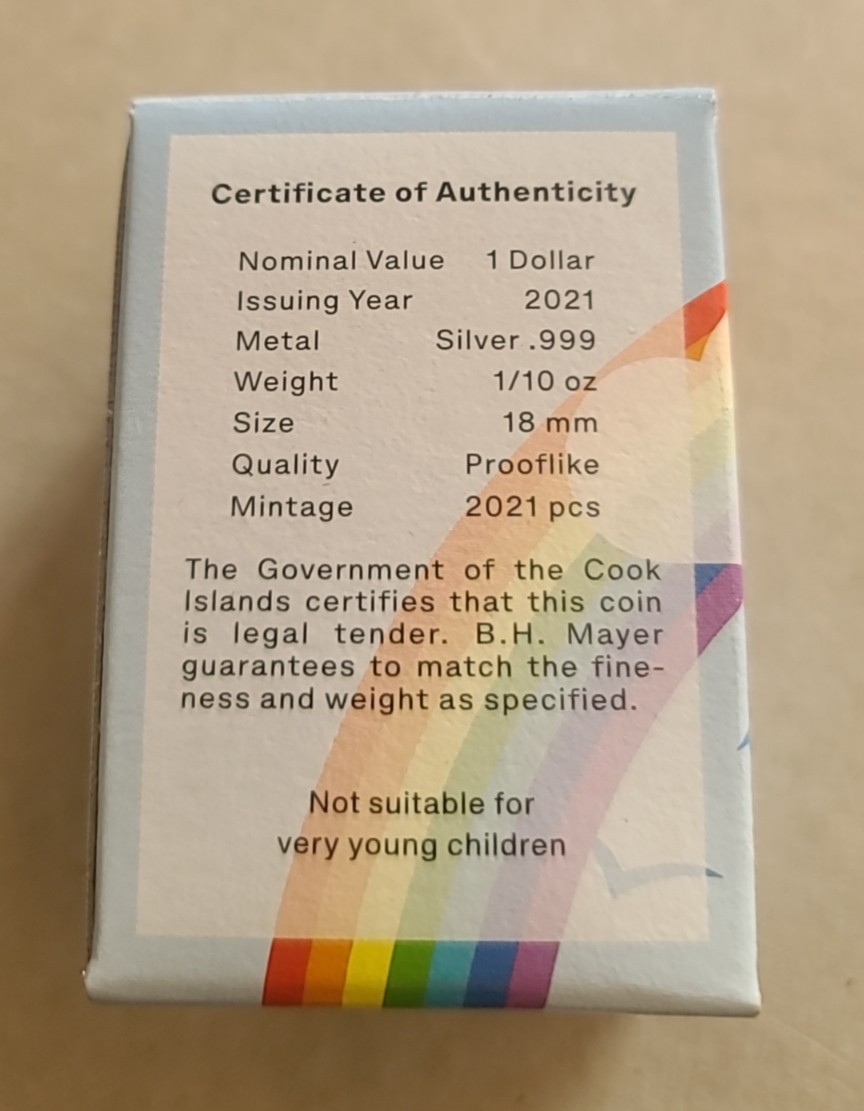 Certificate of Authenticity
Nominal Value 1 Dollar
Issuing Year 2021
Metal Silver .999
Weight 1/10 oz
Size 18 mm
Quality Prooflike
Mintage 2021 pcs
The Government of the Cook
Islands certifies that this coin
is legal tender. B.H. Mayer
guarantees to match the fine-
ness and weight as specified.
Not suitable for
very young children